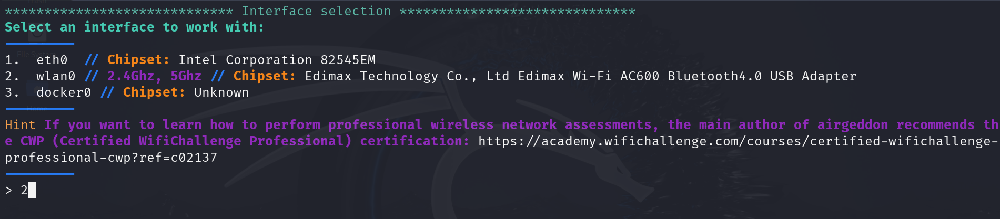 ***************************** Interface selection ******************************
Select an interface to work with:
---------
1.  eth0  // Chipset: Intel Corporation 82545EM
2.  wlan0 // 2.4Ghz, 5Ghz // Chipset: Edimax Technology Co., Ltd Edimax Wi-Fi AC600 Bluetooth4.0 USB Adapter
3.  docker0 // Chipset: Unknown
---------
Hint If you want to learn how to perform professional wireless network assessments, the main author of airgeddon recommends th
e CWP (Certified WifiChallenge Professional) certification: https://academy.wifichallenge.com/courses/certified-wifichallenge-
professional-cwp?ref=c02137
---------
> 2